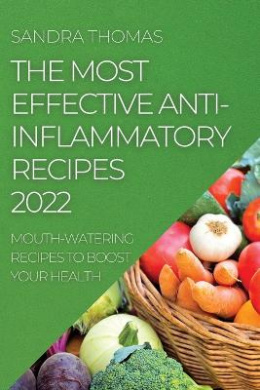 SANDRA THOMAS
THE MOST
EFFECTIVE ANTI-
INFLAMMATORY
RECIPES
2022
MOUTH-WATERING
RECIPES TO BOOST
YOUR HEALTH